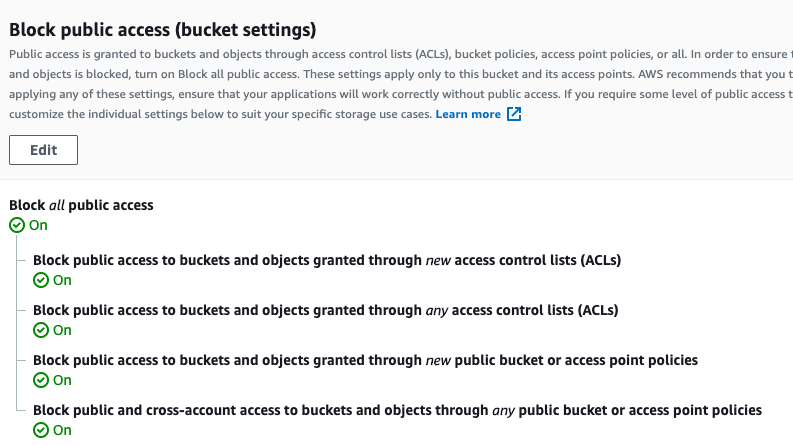 Block public access (bucket settings)
Public access is granted to buckets and objects through access control lists (ACLs), bucket policies, access point policies, or all. In order to ensure
and objects is blocked, turn on Block all public access. These settings apply only to this bucket and its access points. AWS recommends that you
applying any of these settings, ensure that your applications will work correctly without public access. If you require some level of public access
customize the individual settings below to suit your specific storage use cases. Learn more
Edit
Block all public access
On
Block public access to buckets and objects granted through new access control lists (ACLs)
On
Block public access to buckets and objects granted through any access control lists (ACLs)
On
Block public access to buckets and objects granted through new public bucket or access point policies
On
Block public and cross-account access to buckets and objects through any public bucket or access point policies
On